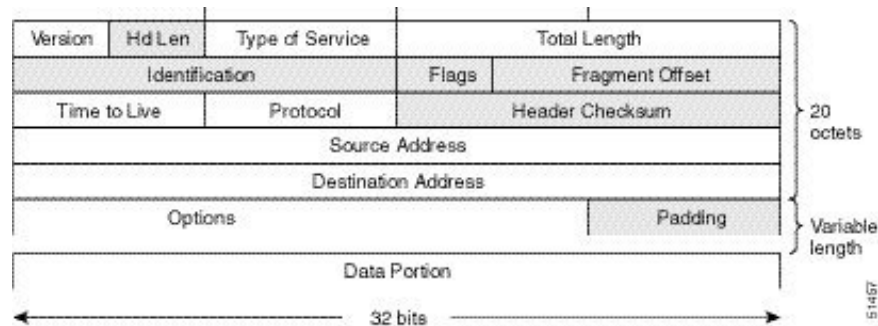 Version Hd Len Type of Service Total Length
Identification Flags Fragment Offset
Time to Live Protocol Header Checksum
20
octets
Source Address
Destination Address
Options Padding
Variable
length
Data Portion
32 bits
51457